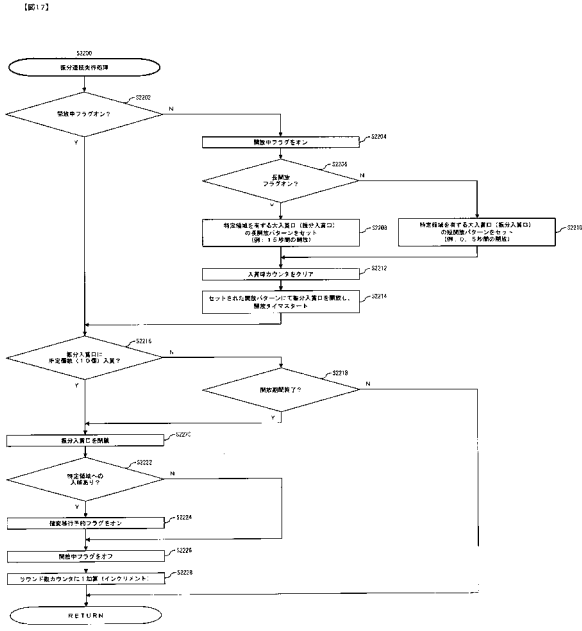 【図17】
S2200
振分遊技実行処理
S2202
開放中フラグオン?
N
Y
S2204
開放中フラグをオン
S2206
長開放
フラグオン?
N
Y
特定領域を有する大入賞口(振分入賞口)
の長開放パターンをセット
(例:15秒間の開放)
S2208
特定領域を有する大入賞口(振分入賞口)
の短開放パターンをセット
(例:0.5秒間の開放)
S2210
入賞球カウンタをクリア
S2212
セットされた開放パターンにて振分入賞口を開放し、
開放タイマスタート
S2214
S2216
振分入賞口に
所定個数(10個)入賞?
N
Y
S2218
開放期間終了?
N
Y
振分入賞口を閉鎖
S2220
S2222
特定領域への
入球あり?
N
Y
確変移行予約フラグをオン
S2224
開放中フラグをオフ
S2226
ラウンド数カウンタに1加算(インクリメント)
S2228
RETURN